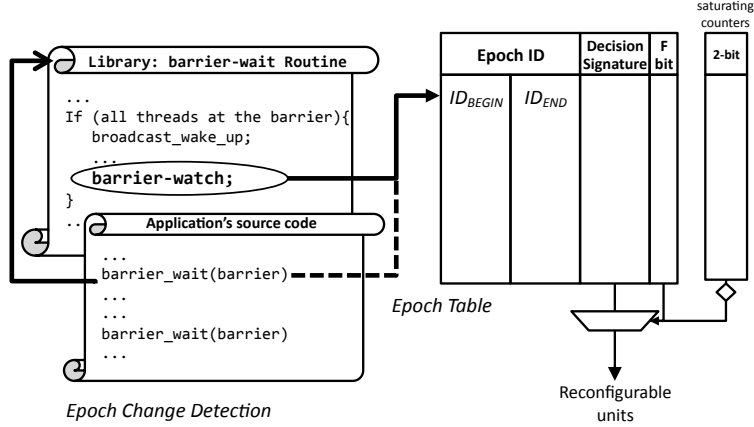 Library: barrier-wait Routine
...
If (all threads at the barrier){
broadcast_wake_up;
...
barrier-watch;
}
...
Application's source code
...
barrier_wait(barrier)
...
...
barrier_wait(barrier)
...
Epoch Change Detection
Epoch ID
Decision
Signature
F
bit
ID_BEGIN
ID_END
Epoch Table
saturating
counters
2-bit
Reconfigurable
units